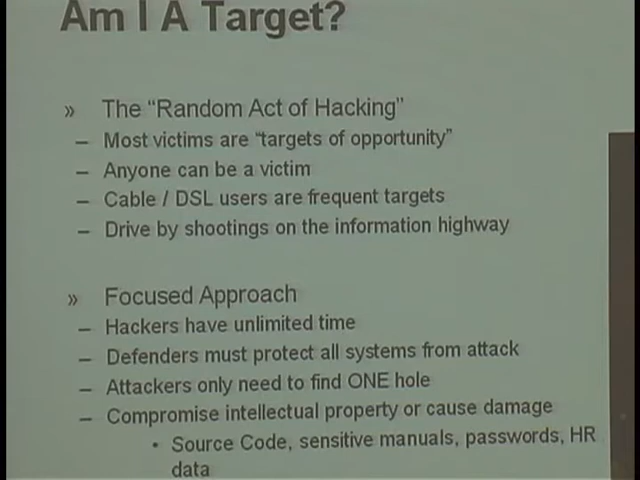 Am I A Target?
» The “Random Act of Hacking”
– Most victims are “targets of opportunity”
– Anyone can be a victim
– Cable / DSL users are frequent targets
– Drive by shootings on the information highway
» Focused Approach
– Hackers have unlimited time
– Defenders must protect all systems from attack
– Attackers only need to find ONE hole
– Compromise intellectual property or cause damage
• Source Code, sensitive manuals, passwords, HR
data